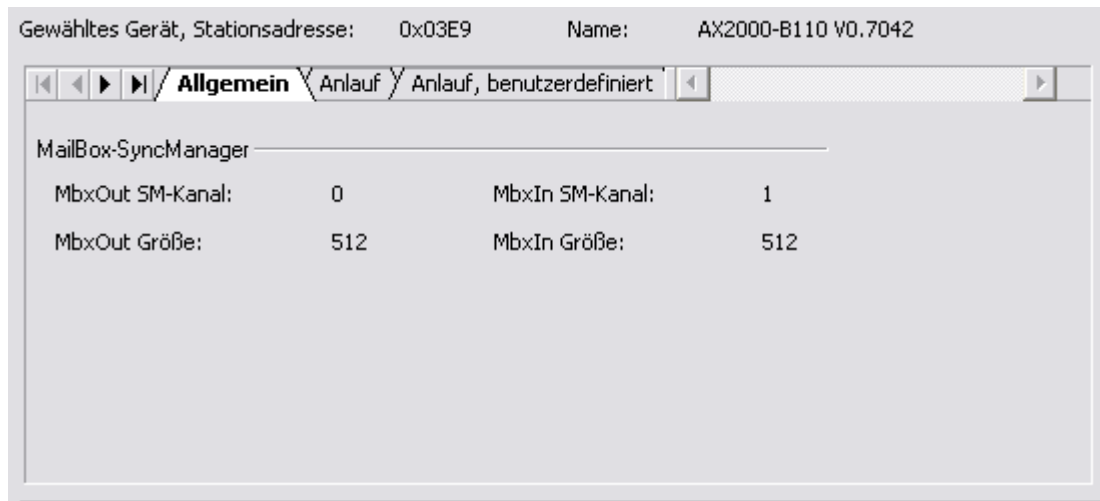 Gewähltes Gerät, Stationsadresse: 0x03E9 Name: AX2000-B110 V0.7042
Allgemein Anlauf Anlauf, benutzerdefiniert
MailBox-SyncManager
MbxOut SM-Kanal: 0 MbxIn SM-Kanal: 1
MbxOut Größe: 512 MbxIn Größe: 512